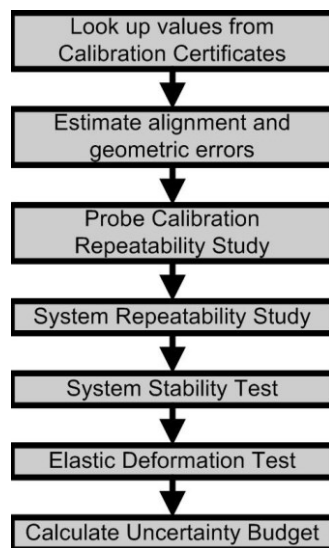 Look up values from
Calibration Certificates
Estimate alignment and
geometric errors
Probe Calibration
Repeatability Study
System Repeatability Study
System Stability Test
Elastic Deformation Test
Calculate Uncertainty Budget